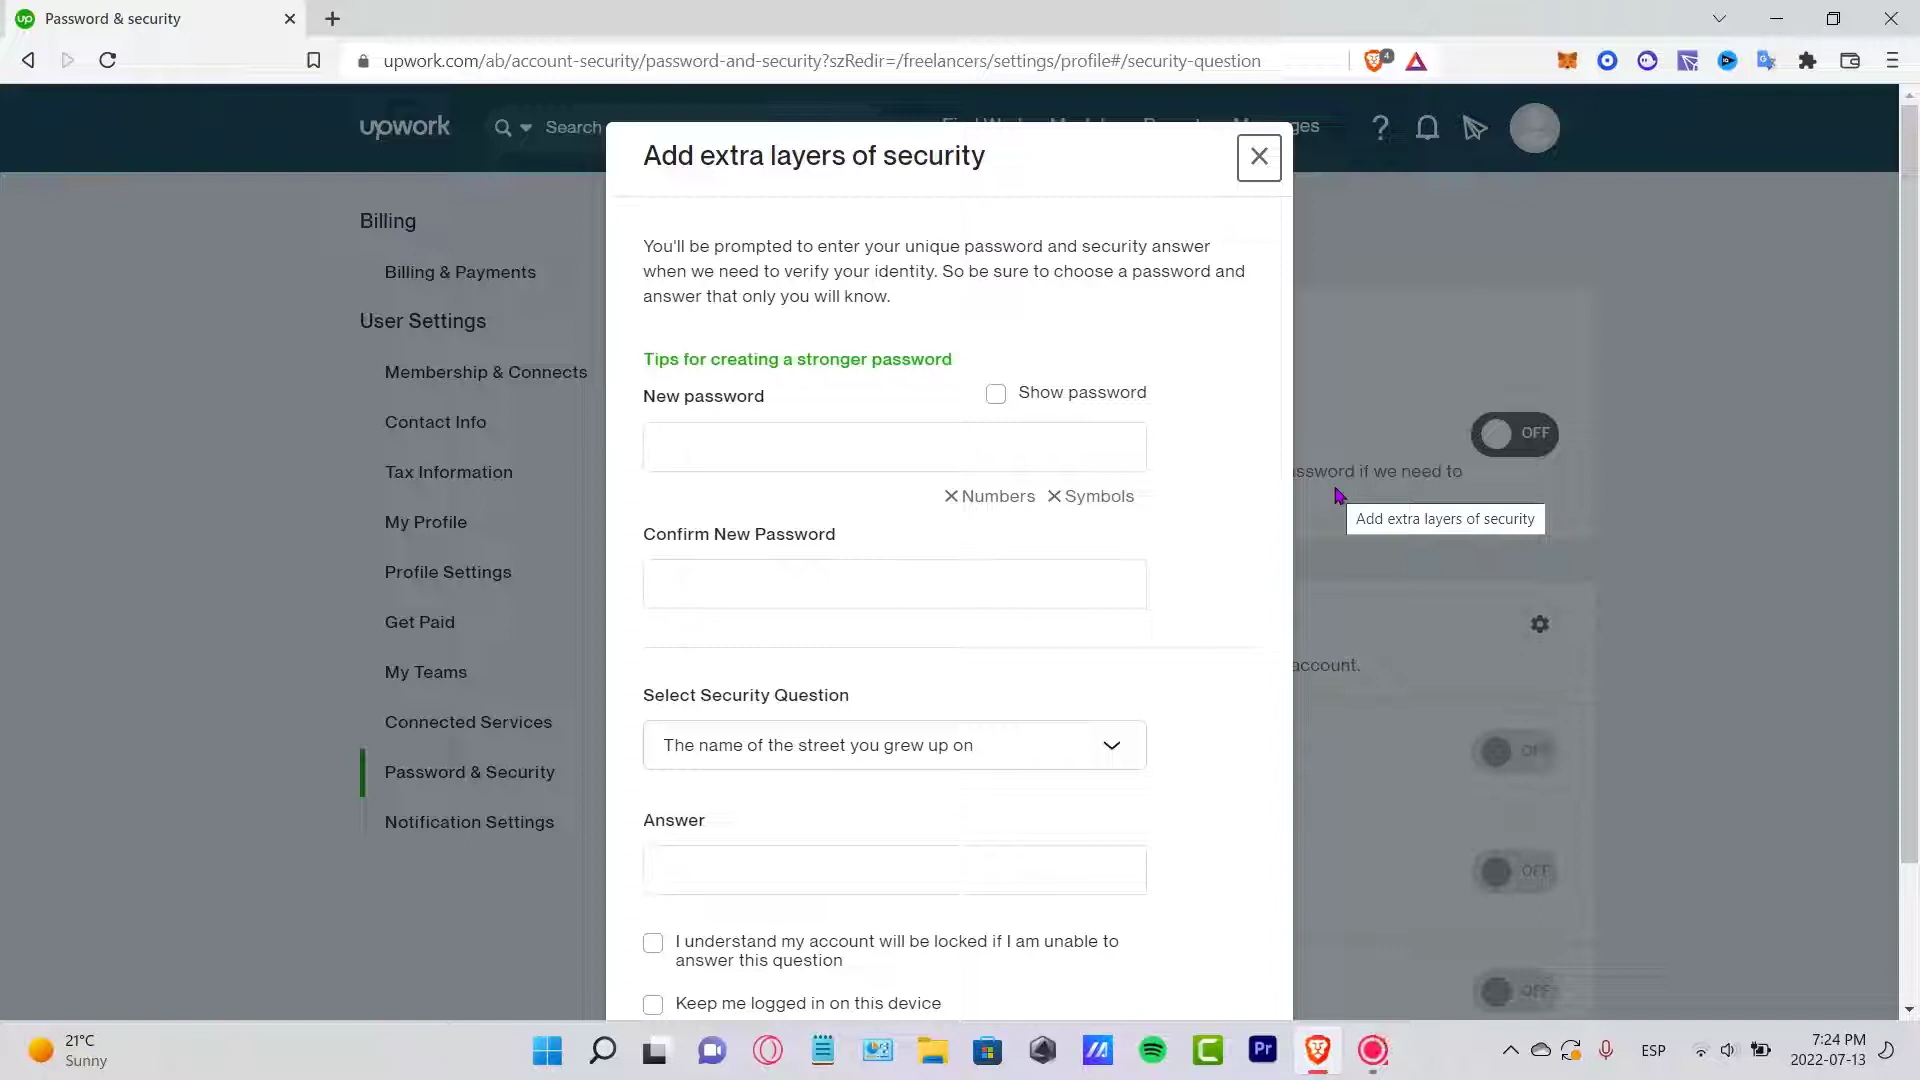 Password & security
upwork.com/ab/account-security/password-and-security?szRedir=/freelancers/settings/profile#/security-question
4
upwork
Search
Add extra layers of security
Billing
Billing & Payments
User Settings
Membership & Connects
Contact Info
Tax Information
My Profile
Profile Settings
Get Paid
My Teams
Connected Services
Password & Security
Notification Settings
You'll be prompted to enter your unique password and security answer
when we need to verify your identity. So be sure to choose a password and
answer that only you will know.
Tips for creating a stronger password
New password
Show password
Numbers Symbols
Confirm New Password
Select Security Question
The name of the street you grew up on
Answer
I understand my account will be locked if I am unable to
answer this question
Keep me logged in on this device
OFF
ssword if we need to
Add extra layers of security
account.
OFF
OFF
OFF
21°C
Sunny
Pr
ESP
7:24 PM
2022-07-13